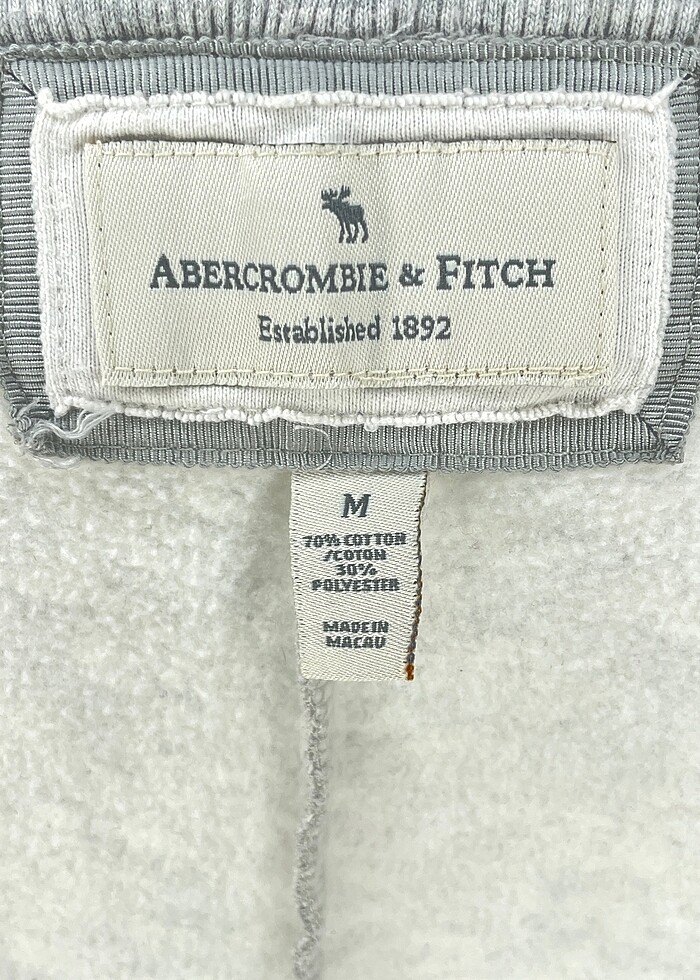 ABERCROMBIE & FITCH
Established 1892
M
70% COTTON
/COTON
30%
POLYESTER
MADE IN
MACAU